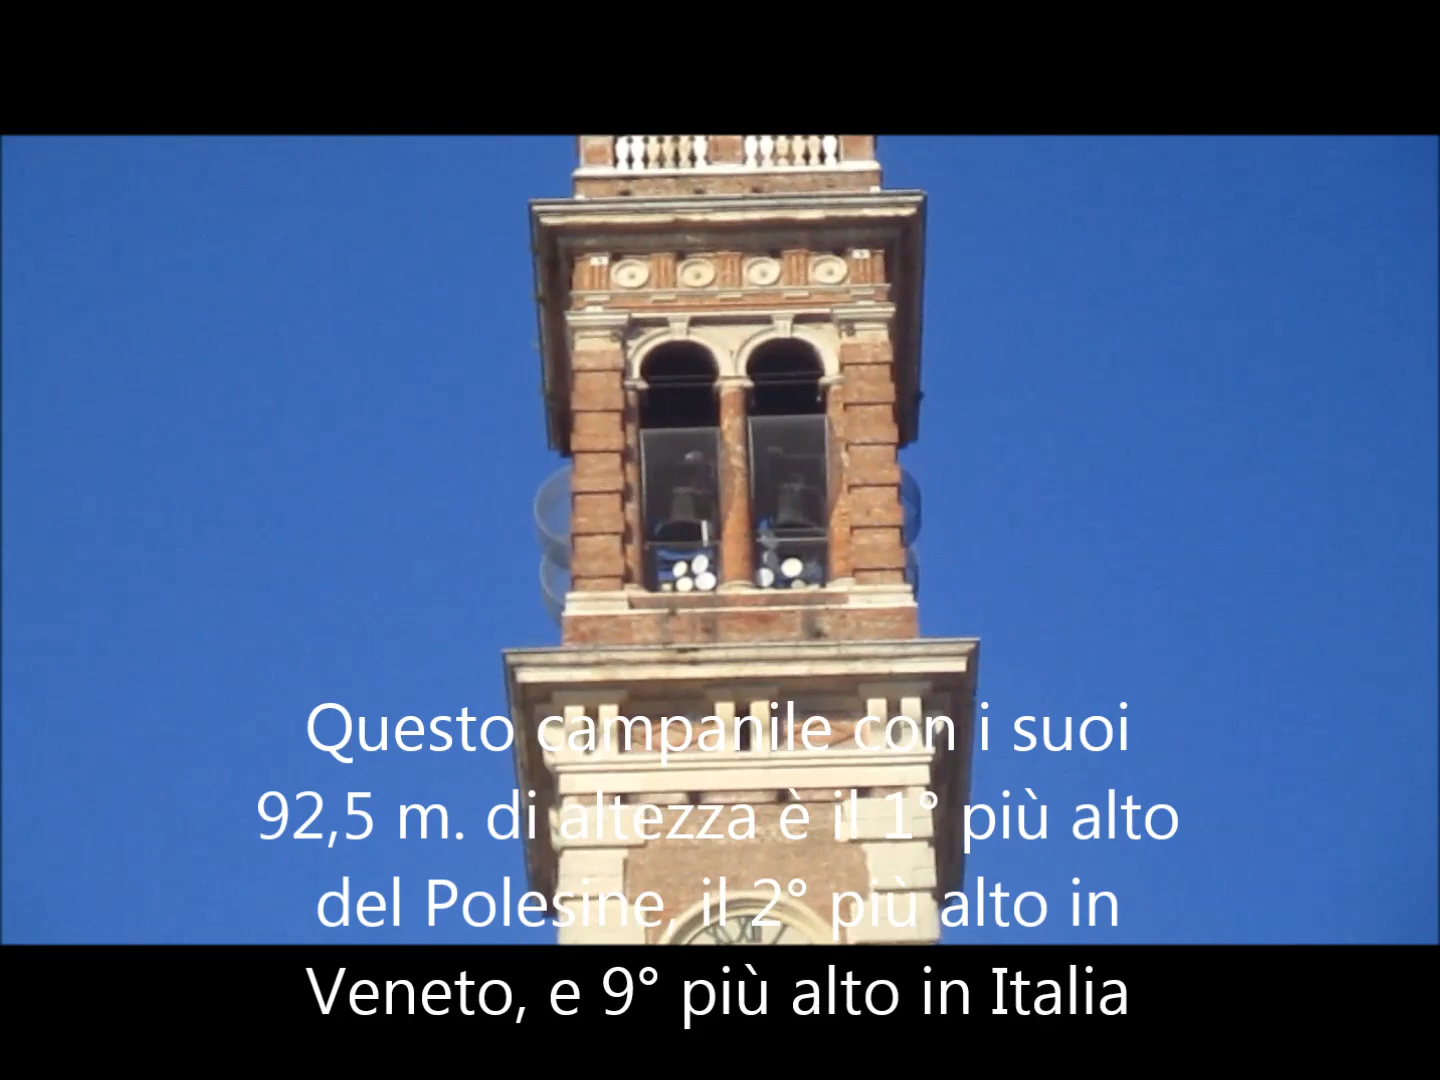 Questo campanile con i suoi
92,5 m. di altezza è il 1° più alto
del Polesine, il 2° più alto in
Veneto, e 9° più alto in Italia
XII